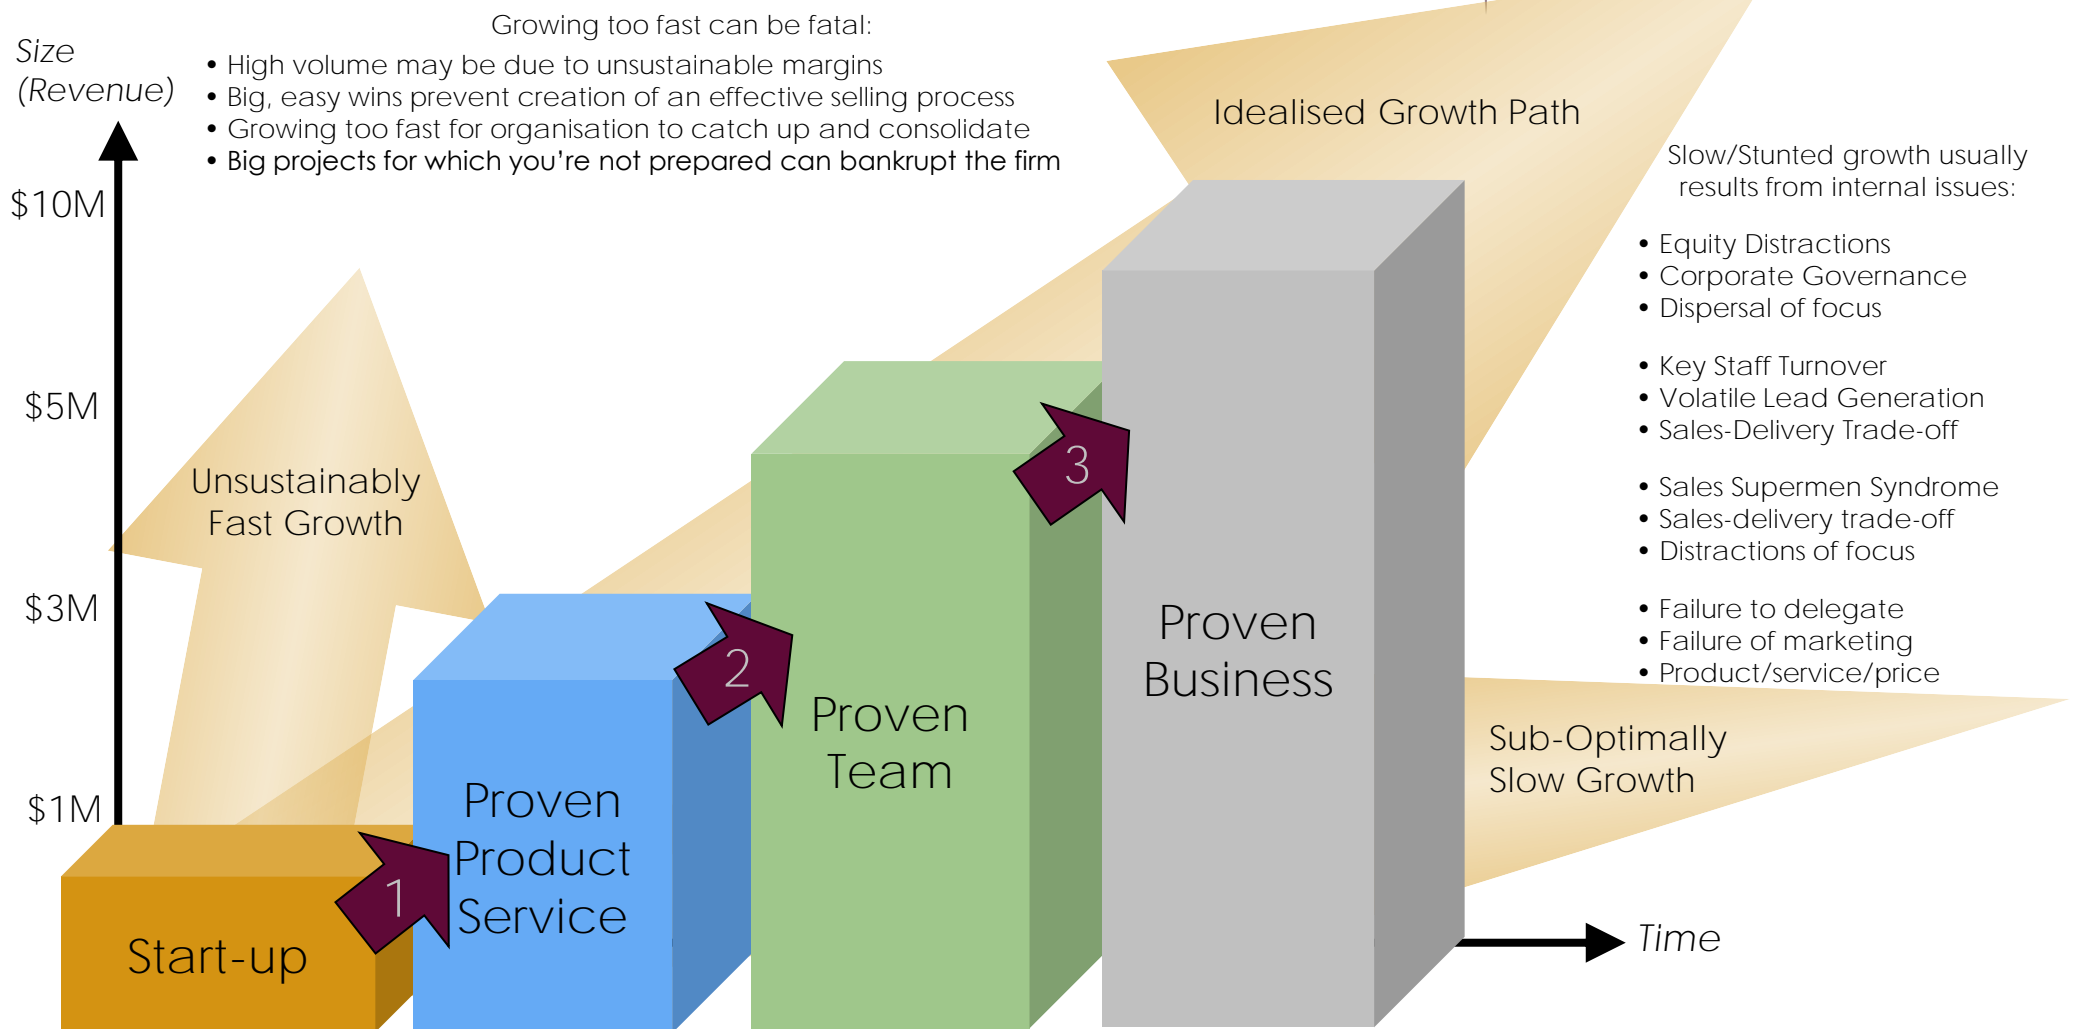 Growing too fast can be fatal:
• High volume may be due to unsustainable margins
• Big, easy wins prevent creation of an effective selling process
• Growing too fast for organisation to catch up and consolidate
• Big projects for which you're not prepared can bankrupt the firm
Size
(Revenue)
$10M
$5M
$3M
$1M
Unsustainably
Fast Growth
Idealised Growth Path
Slow/Stunted growth usually
results from internal issues:
• Equity Distractions
• Corporate Governance
• Dispersal of focus
• Key Staff Turnover
• Volatile Lead Generation
• Sales-Delivery Trade-off
• Sales Supermen Syndrome
• Sales-delivery trade-off
• Distractions of focus
• Failure to delegate
• Failure of marketing
• Product/service/price
Sub-Optimally
Slow Growth
Start-up
1
Proven
Product
Service
2
Proven
Team
3
Proven
Business
Time